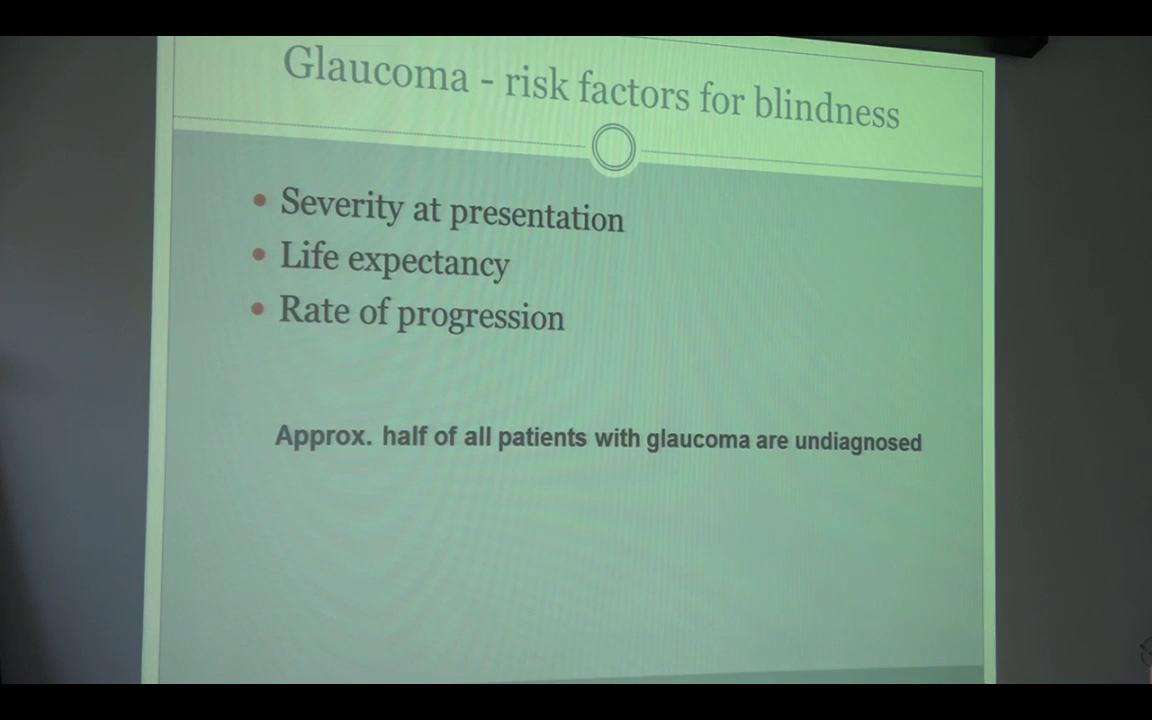 Glaucoma - risk factors for blindness
• Severity at presentation
• Life expectancy
• Rate of progression
Approx. half of all patients with glaucoma are undiagnosed